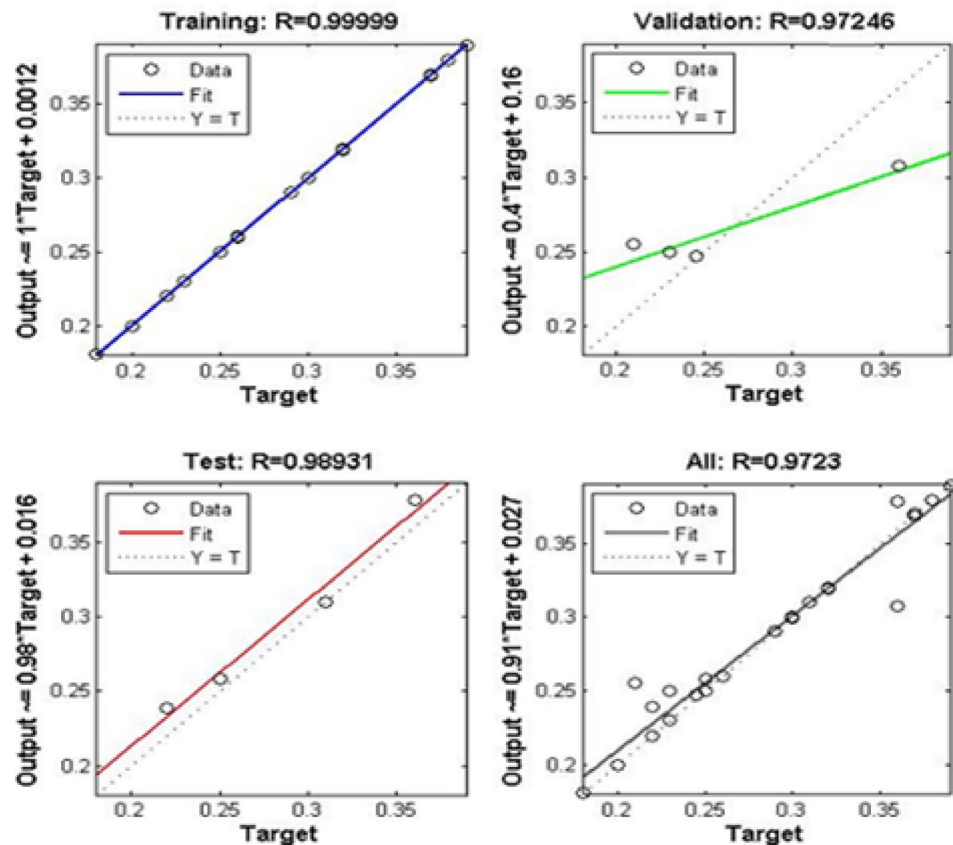 Training: R=0.99999
Output ~= 1*Target + 0.0012
Data
Fit
Y = T
0.35
0.3
0.25
0.2
0.2 0.25 0.3 0.35
Target
Validation: R=0.97246
Output ~= 0.4*Target + 0.16
Data
Fit
Y = T
0.35
0.3
0.25
0.2
0.2 0.25 0.3 0.35
Target
Test: R=0.98931
Output ~= 0.98*Target + 0.016
Data
Fit
Y = T
0.35
0.3
0.25
0.2
0.2 0.25 0.3 0.35
Target
All: R=0.9723
Output ~= 0.91*Target + 0.027
Data
Fit
Y = T
0.35
0.3
0.25
0.2
0.2 0.25 0.3 0.35
Target